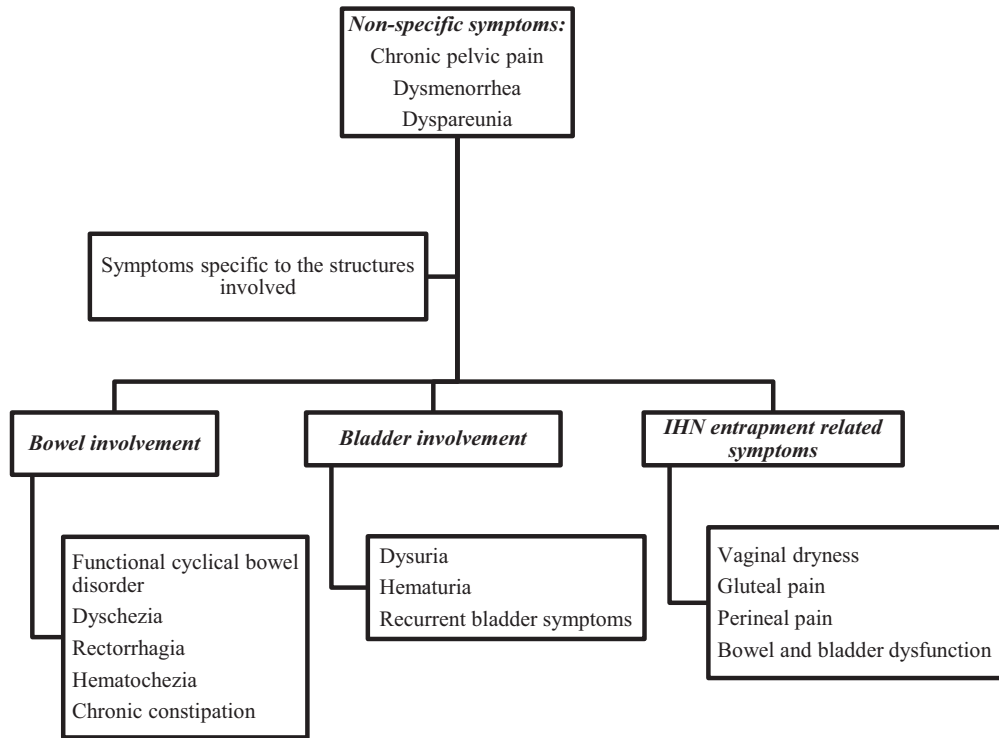 Non-specific symptoms:
Chronic pelvic pain
Dysmenorrhea
Dyspareunia
Symptoms specific to the structures
involved
Bowel involvement
Bladder involvement
IHN entrapment related
symptoms
Functional cyclical bowel
disorder
Dyschezia
Rectorrhagia
Hematochezia
Chronic constipation
Dysuria
Hematuria
Recurrent bladder symptoms
Vaginal dryness
Gluteal pain
Perineal pain
Bowel and bladder dysfunction